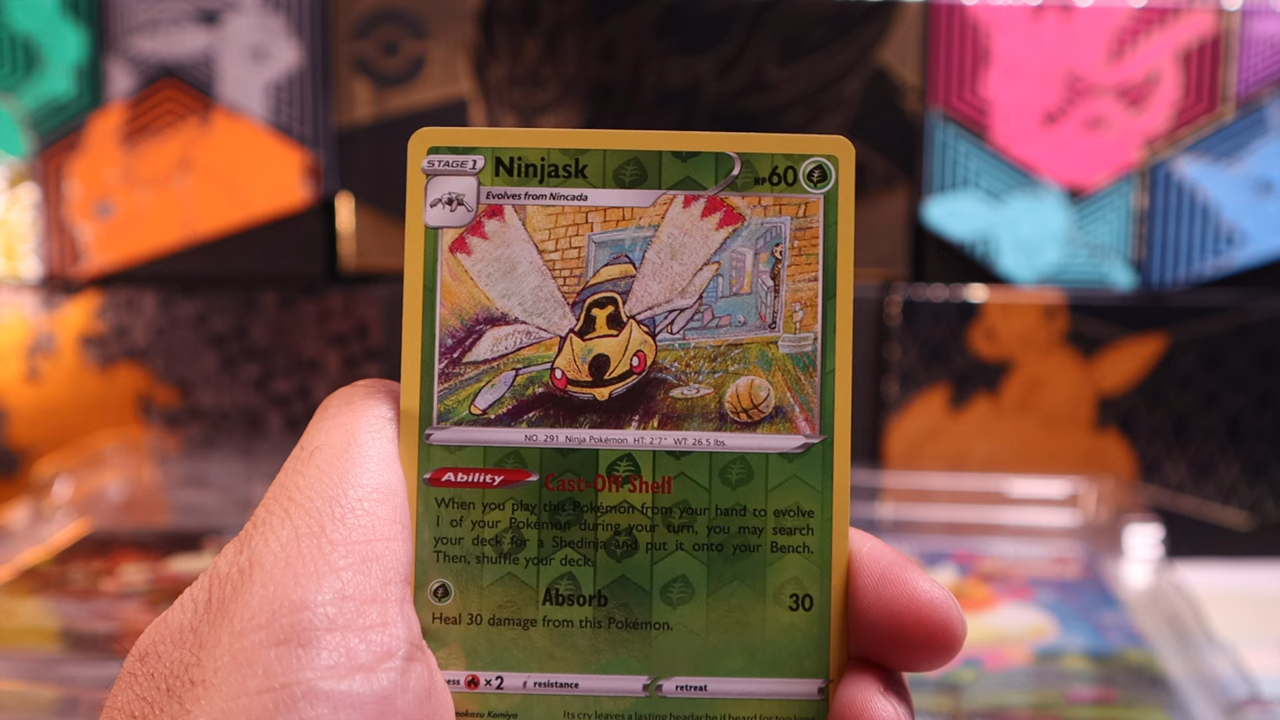 STAGE 1
Ninjask
HP 60
Evolves from Nincada
NO. 291 Ninja Pokémon HT: 2'7" WT: 26.5 lbs.
Ability
Cast-Off Shell
When you play this Pokémon from your hand to evolve
1 of your Pokémon during your turn, you may search
your deck for a Shedinja and put it onto your Bench.
Then, shuffle your deck.
Absorb 30
Heal 30 damage from this Pokémon.
×2 resistance retreat
Komiya
Its cry leaves a lasting headache if heard for too long